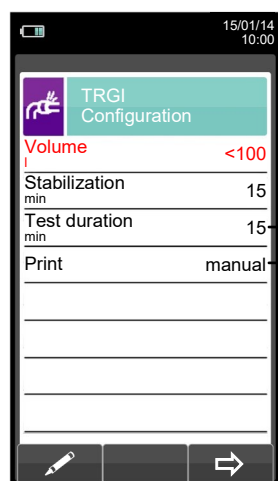 15/01/14
10:00
TRGI
Configuration
Volume <100
l
Stabilization 15
min
Test duration 15
min
Print manual